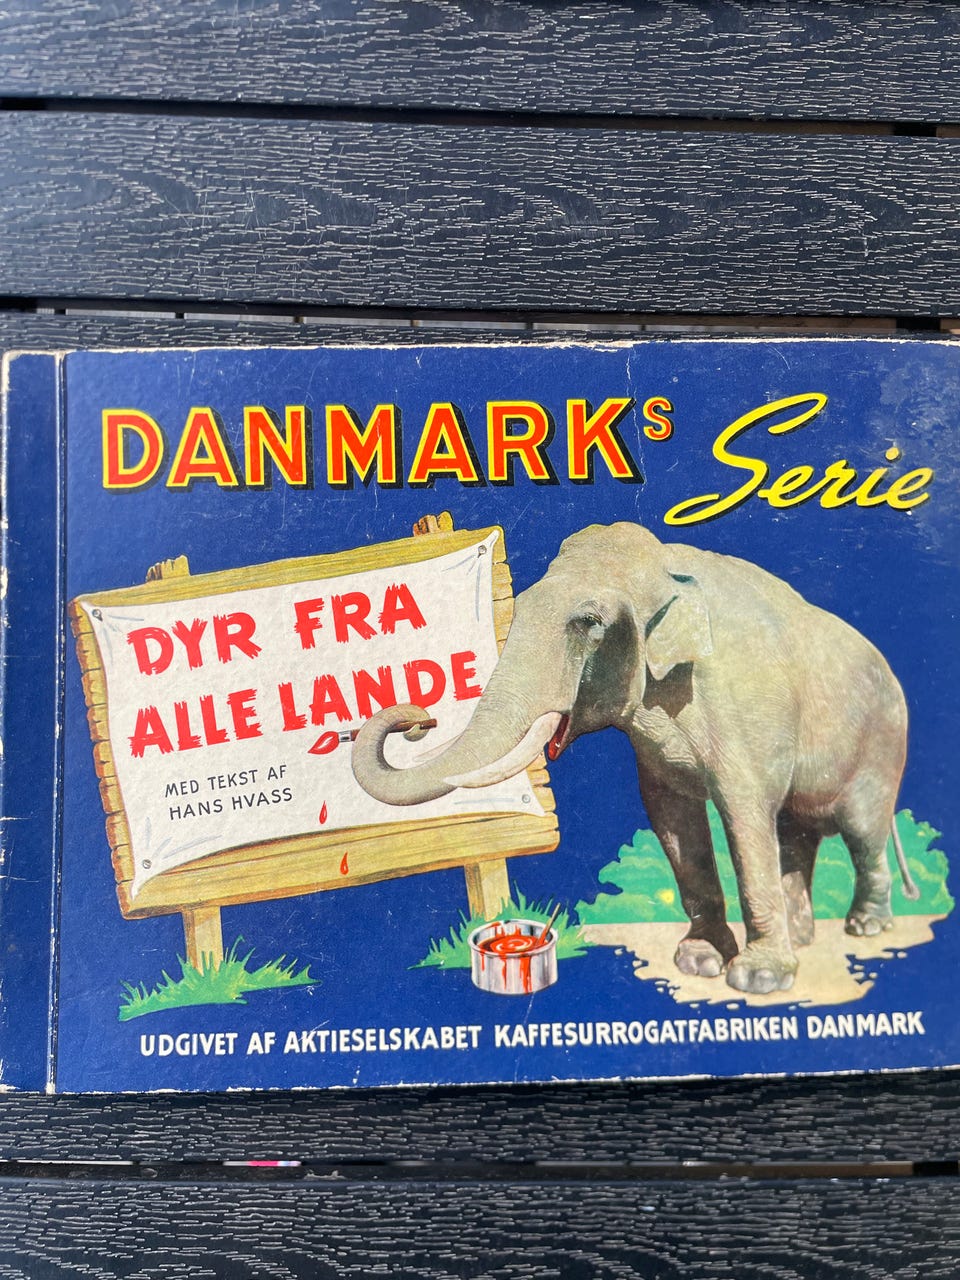 DANMARKS Serie
DYR FRA
ALLE LANDE
MED TEKST AF
HANS HVASS
UDGIVET AF AKTIESELSKABET KAFFESURROGATFABRIKEN DANMARK